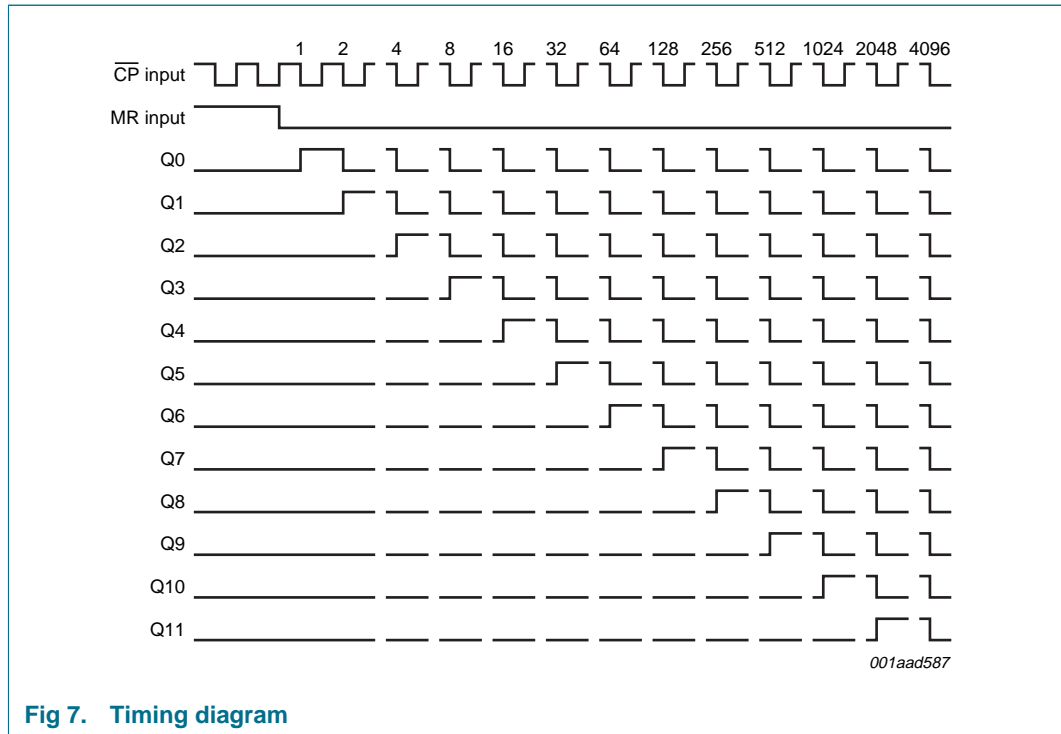 1 2 4 8 16 32 64 128 256 512 1024 2048 4096
C̅P̅ input
MR input
Q0
Q1
Q2
Q3
Q4
Q5
Q6
Q7
Q8
Q9
Q10
Q11
001aad587
Fig 7. Timing diagram